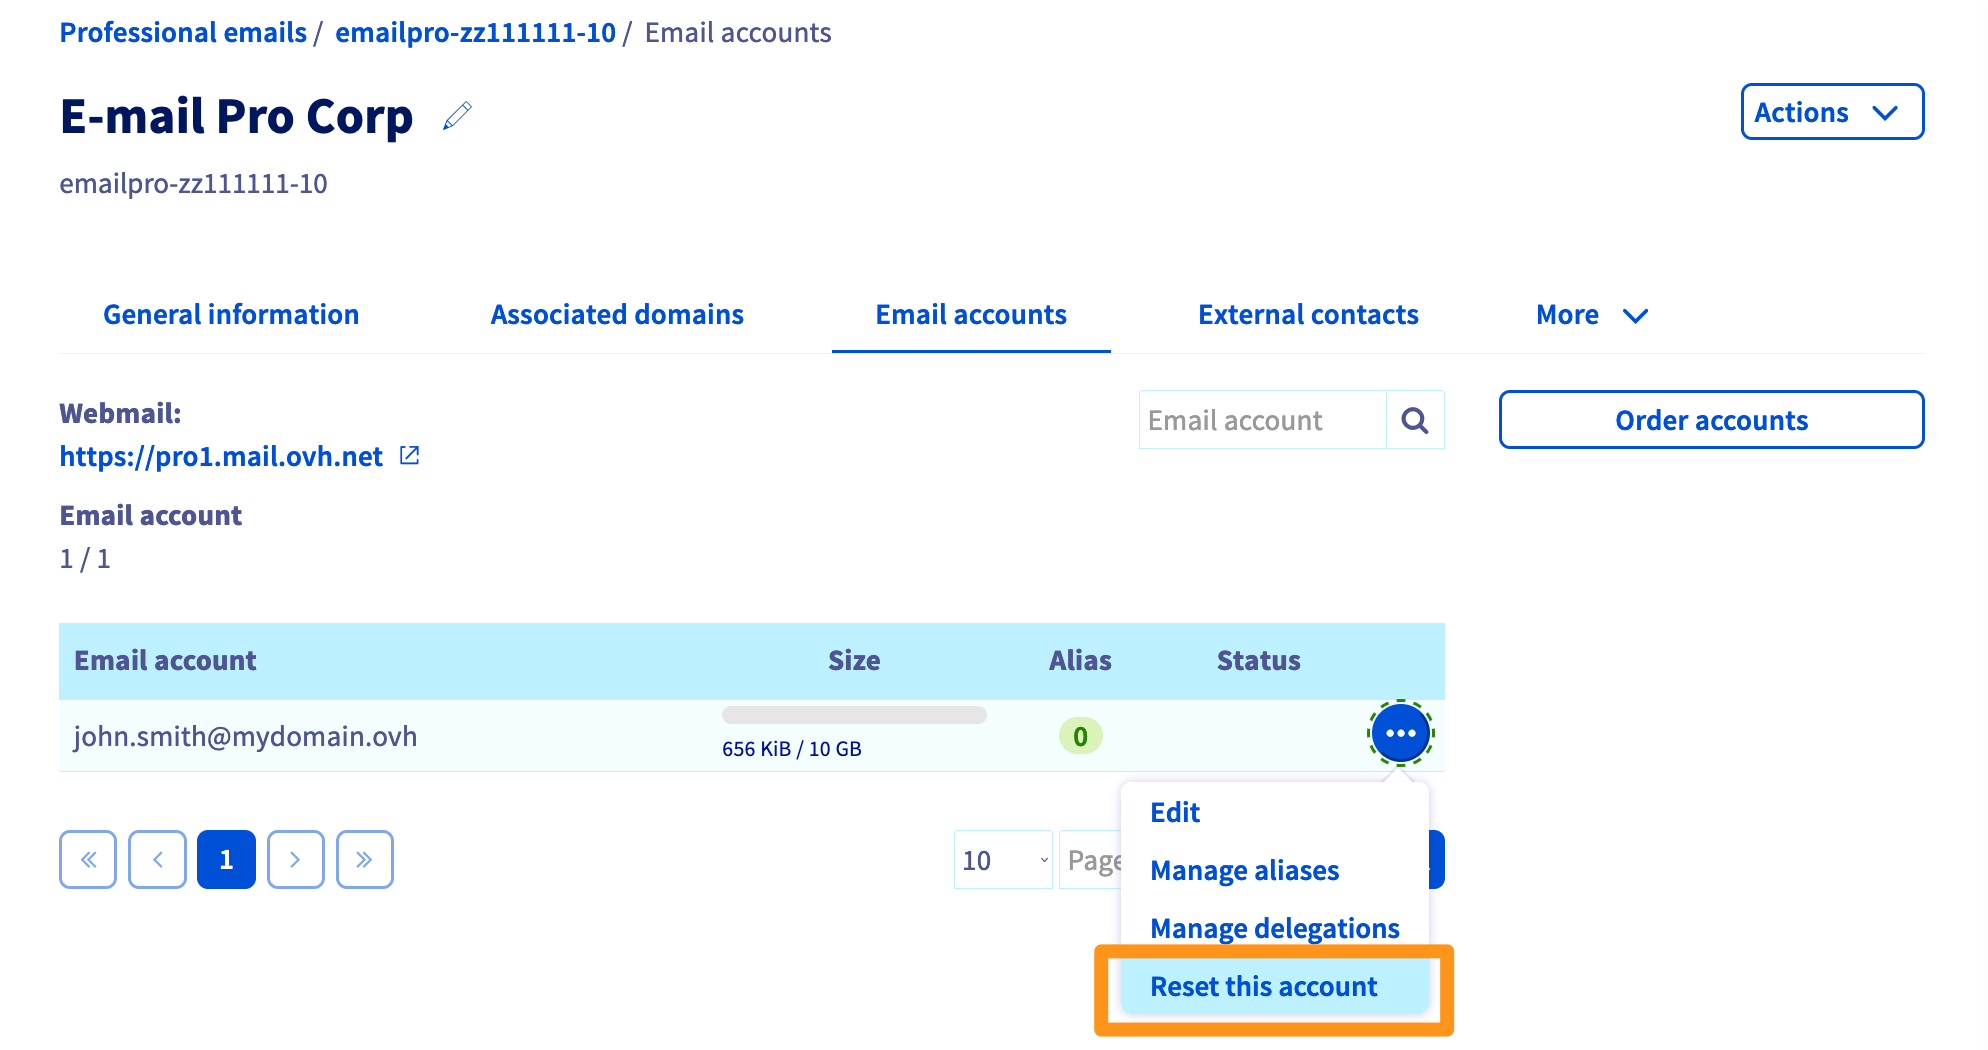 Professional emails / emailpro-zz111111-10 / Email accounts
E-mail Pro Corp
Actions
emailpro-zz111111-10
General information Associated domains Email accounts External contacts More
Webmail:
https://pro1.mail.ovh.net
Email account
Order accounts
Email account
1 / 1
Email account Size Alias Status
john.smith@mydomain.ovh
656 KiB / 10 GB
0
Edit
Manage aliases
Manage delegations
Reset this account
« ‹ 1 › »
10
Page